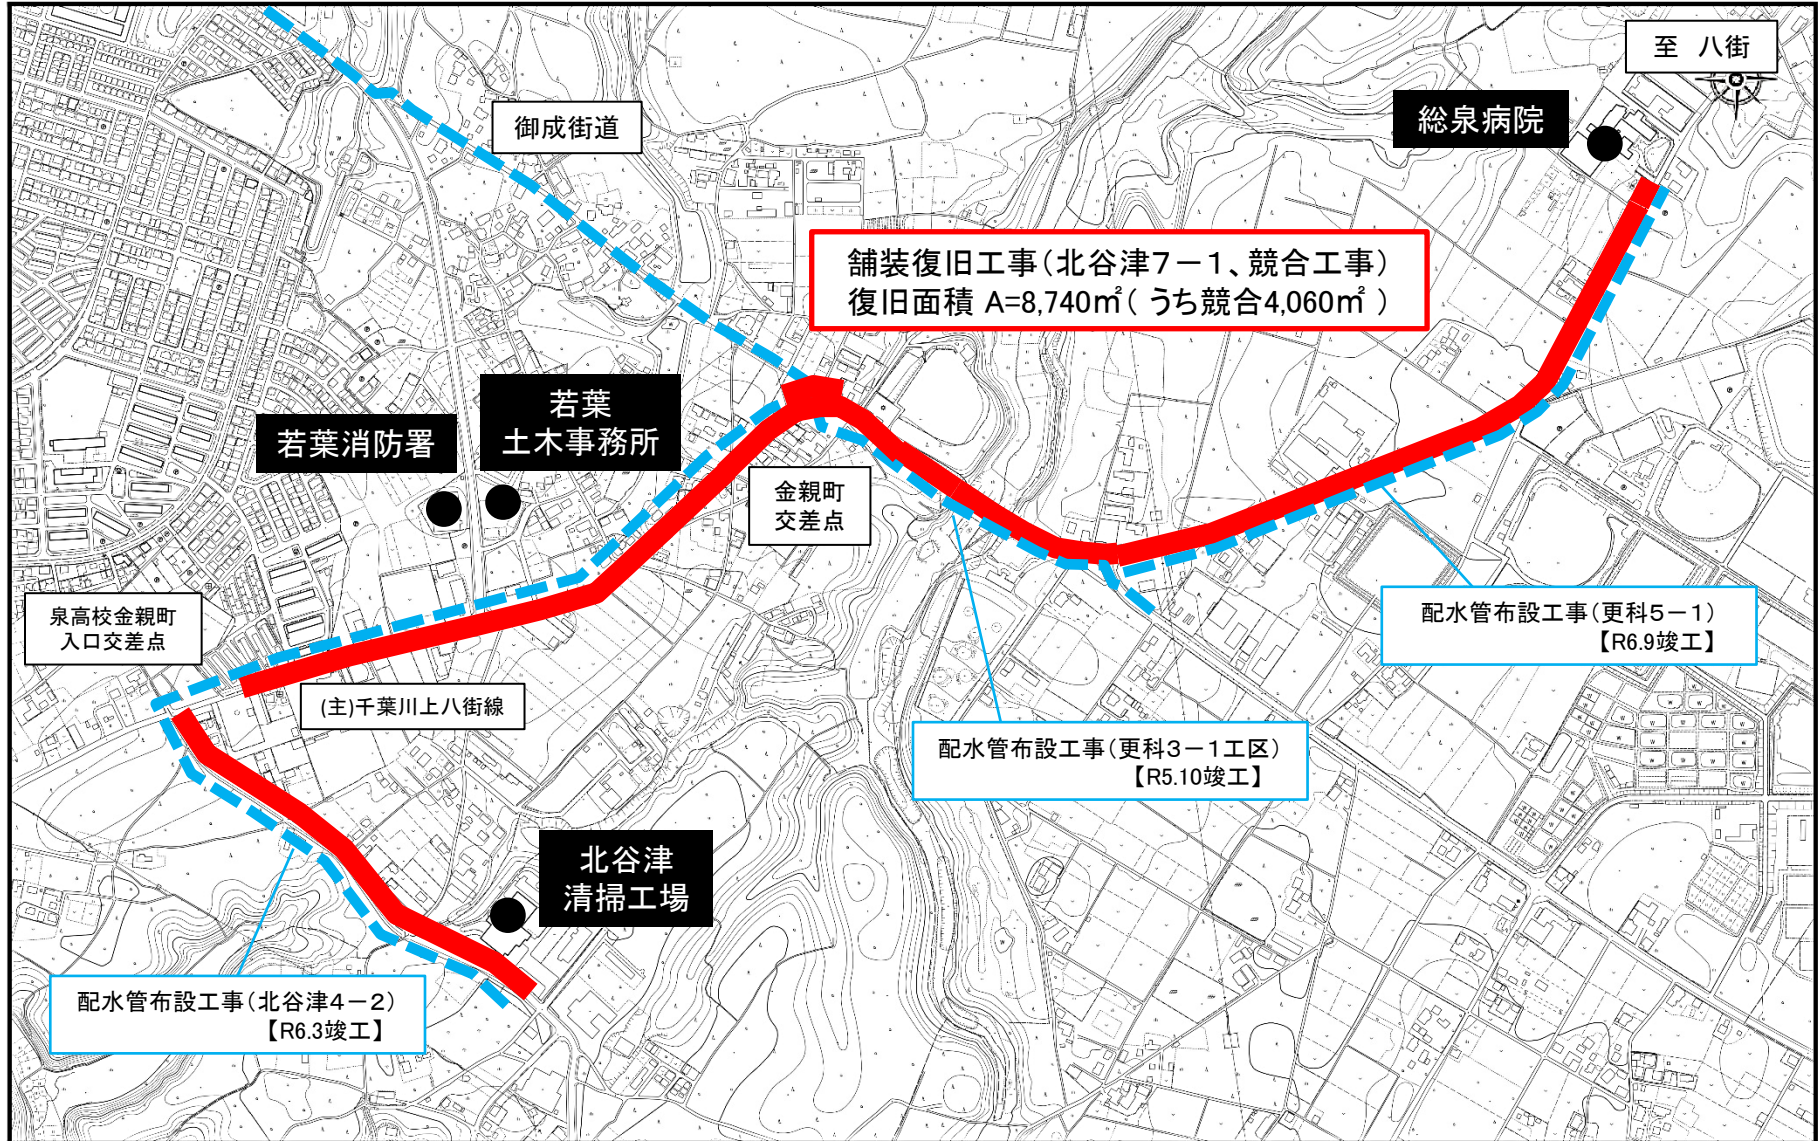 至 八街
総泉病院
御成街道
舗装復旧工事(北谷津7-1、競合工事)
復旧面積 A=8,740㎡( うち競合4,060㎡ )
若葉
土木事務所
若葉消防署
金親町
交差点
泉高校金親町
入口交差点
(主)千葉川上八街線
配水管布設工事(更科5-1)
【R6.9竣工】
配水管布設工事(更科3-1工区)
【R5.10竣工】
北谷津
清掃工場
配水管布設工事(北谷津4-2)
【R6.3竣工】